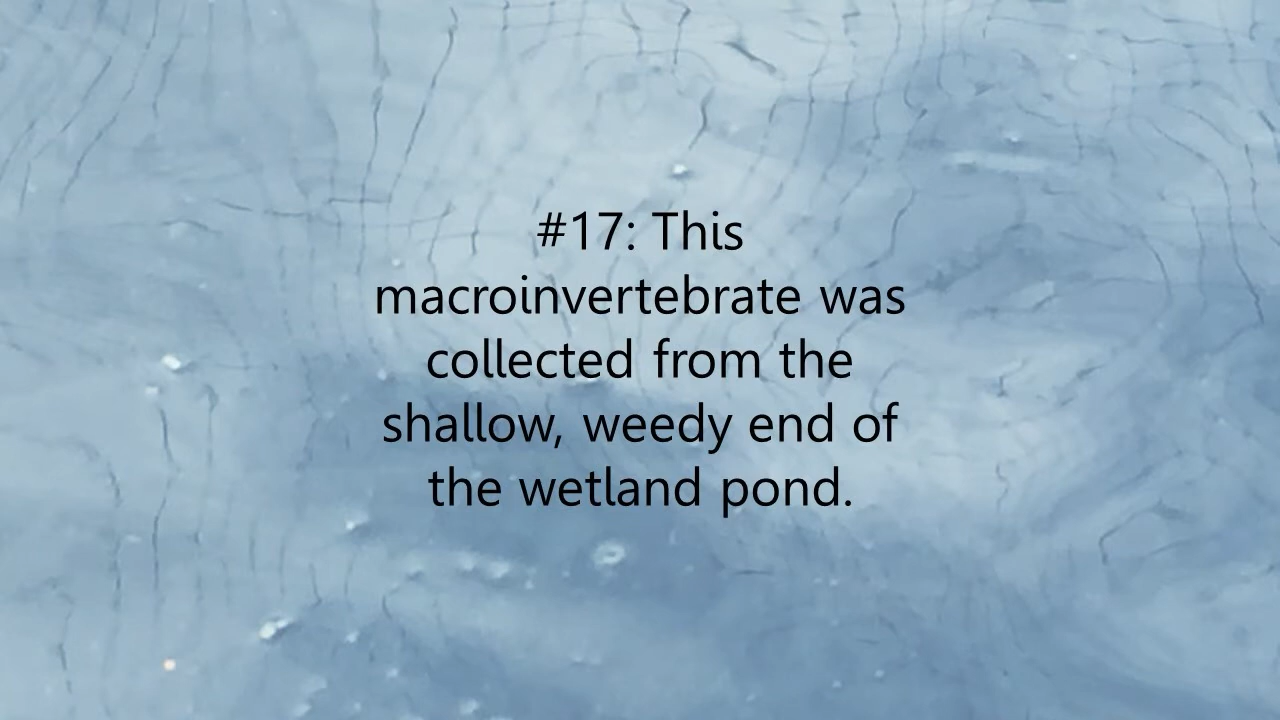 #17: This
macroinvertebrate was
collected from the
shallow, weedy end of
the wetland pond.